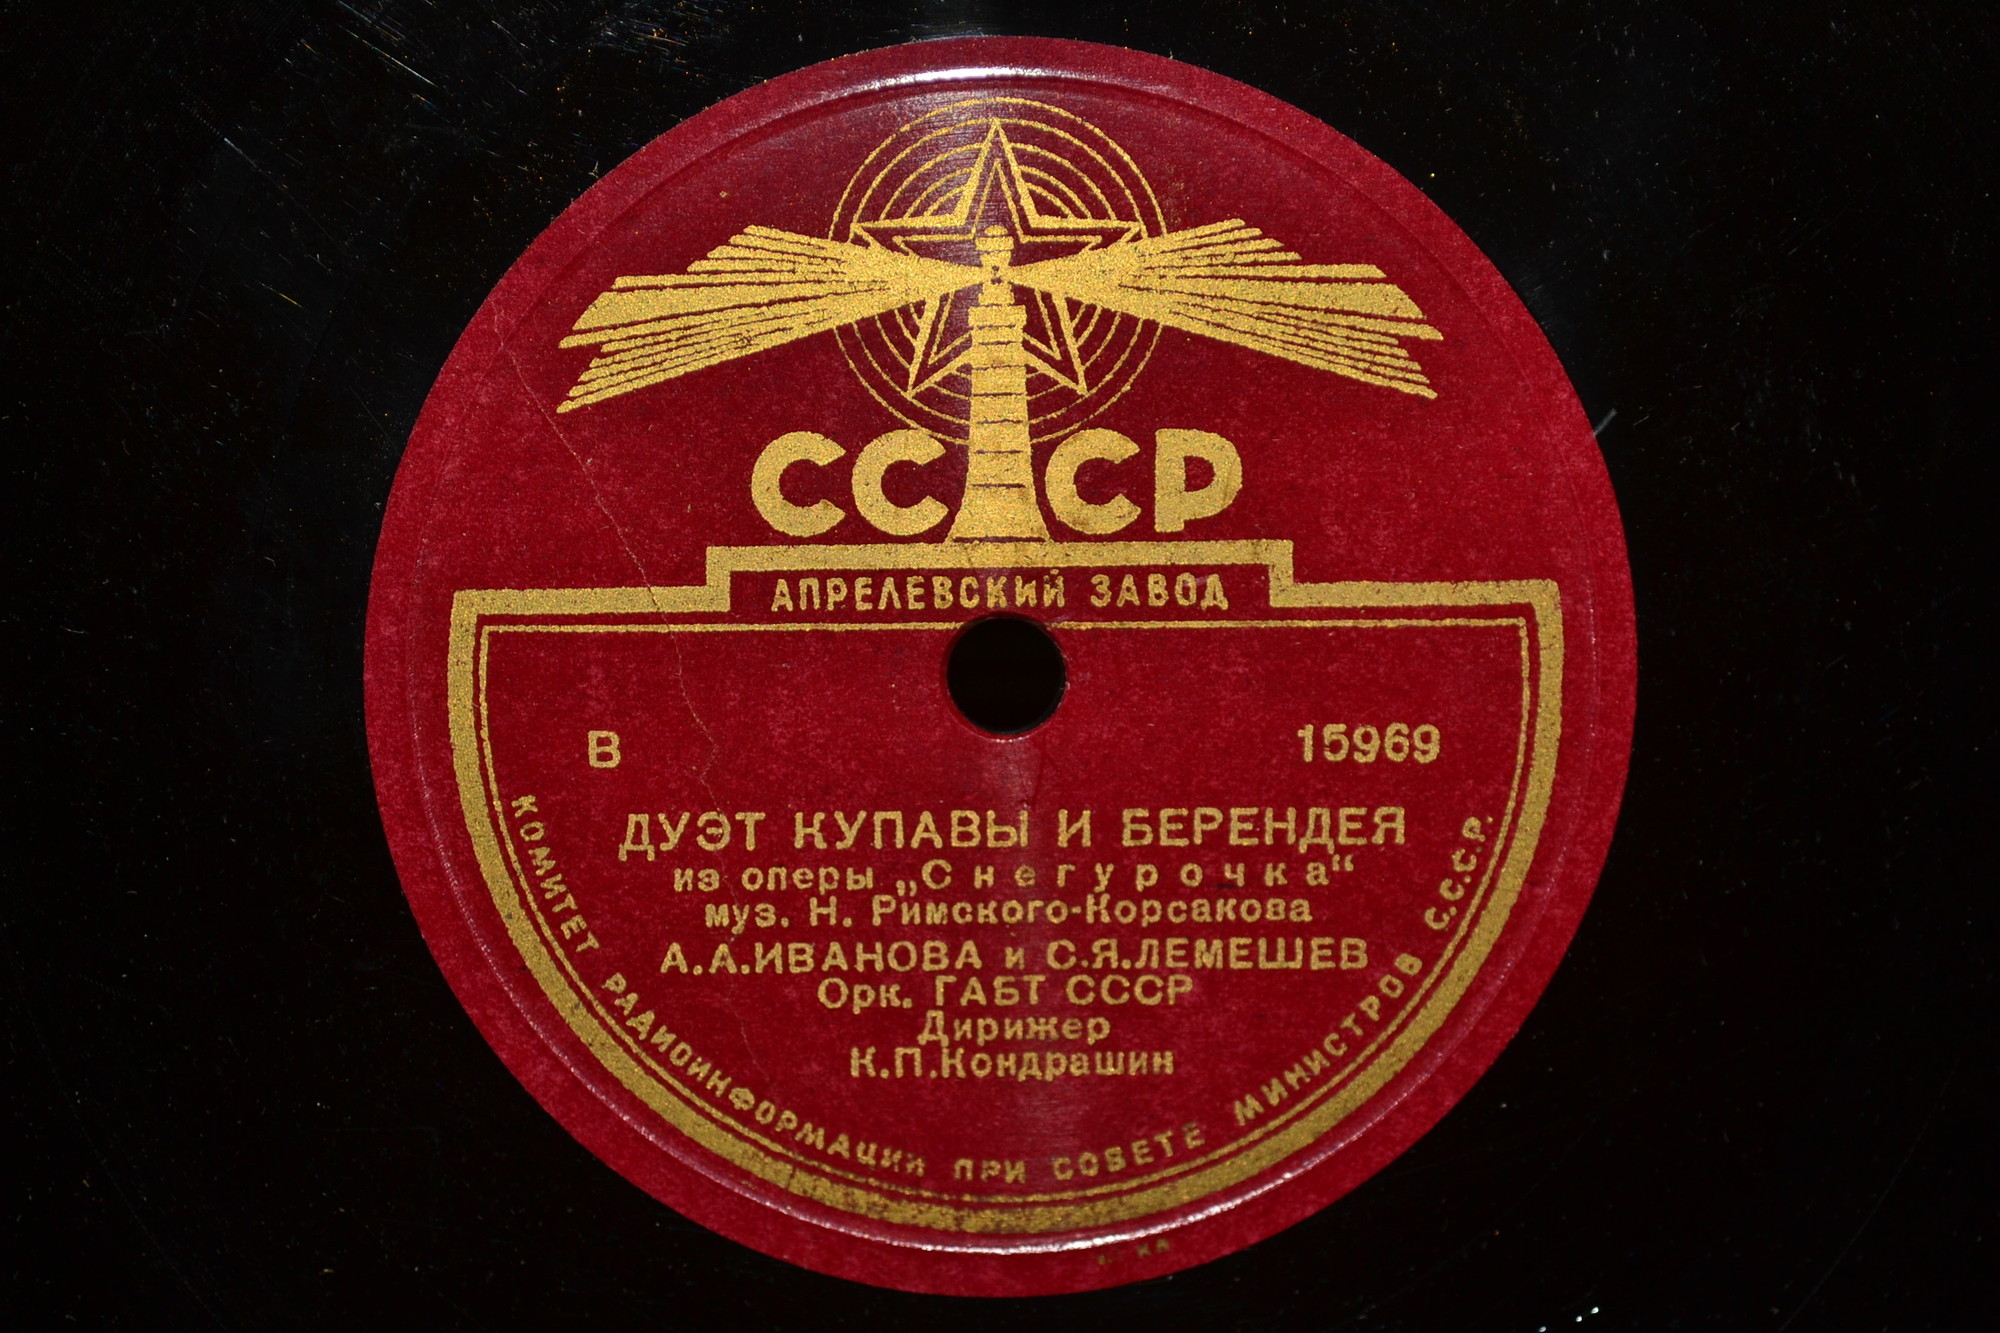 СССР
АПРЕЛЕВСКИЙ ЗАВОД
В 15969
ДУЭТ КУПАВЫ И БЕРЕНДЕЯ
из оперы „Снегурочка“
муз. Н. Римского-Корсакова
А.А.ИВАНОВА и С.Я.ЛЕМЕШЕВ
Орк. ГАБТ СССР
Дирижер
К.П.Кондрашин
КОМИТЕТ РАДИОИНФОРМАЦИИ ПРИ СОВЕТЕ МИНИСТРОВ С.С.С.Р.